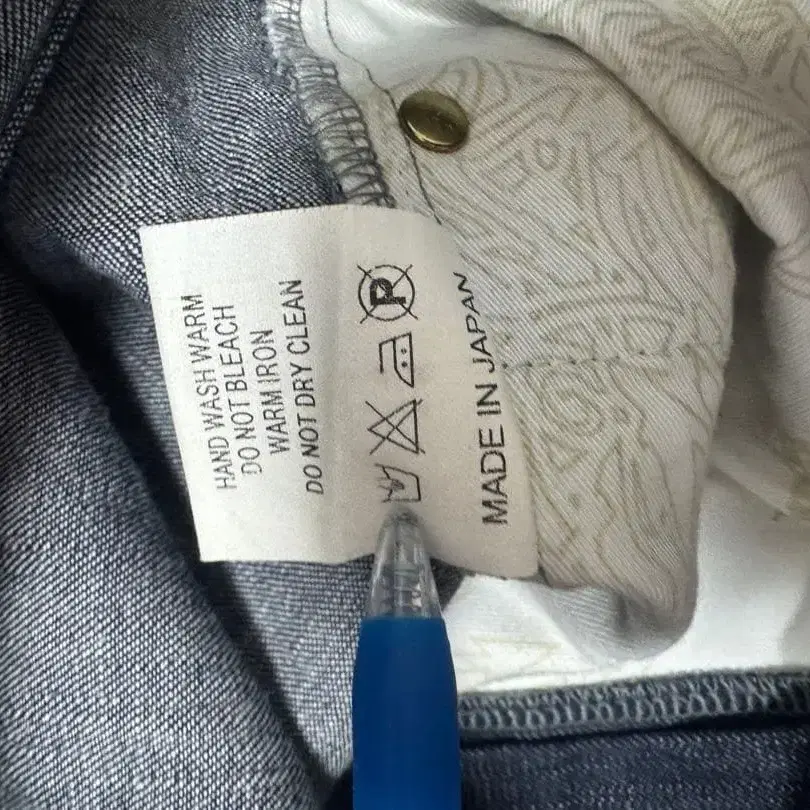 HAND WASH WARM
DO NOT BLEACH
WARM IRON
DO NOT DRY CLEAN
P
MADE IN JAPAN